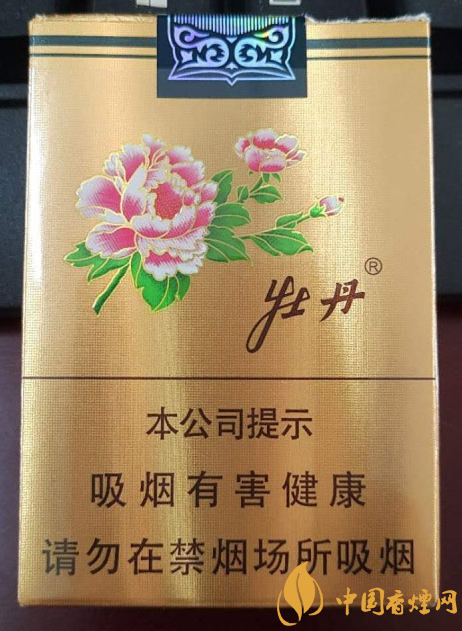 牡丹®
本公司提示
吸烟有害健康
请勿在禁烟场所吸烟
中国香烟网